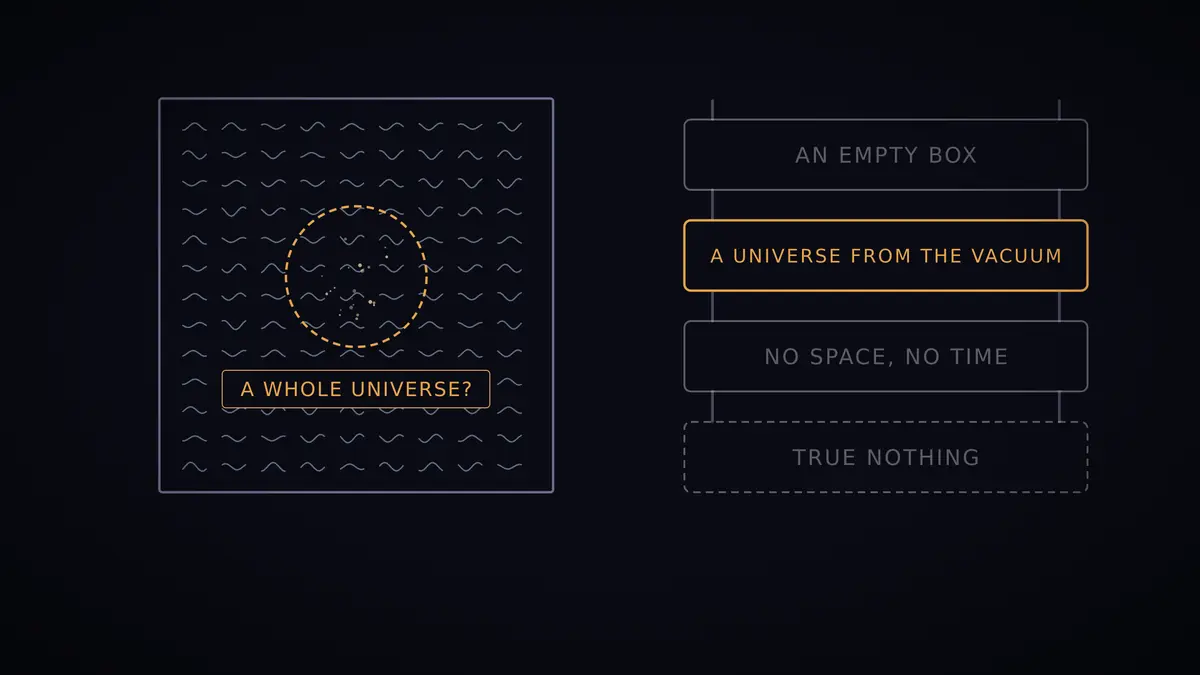 A WHOLE UNIVERSE?
AN EMPTY BOX
A UNIVERSE FROM THE VACUUM
NO SPACE, NO TIME
TRUE NOTHING